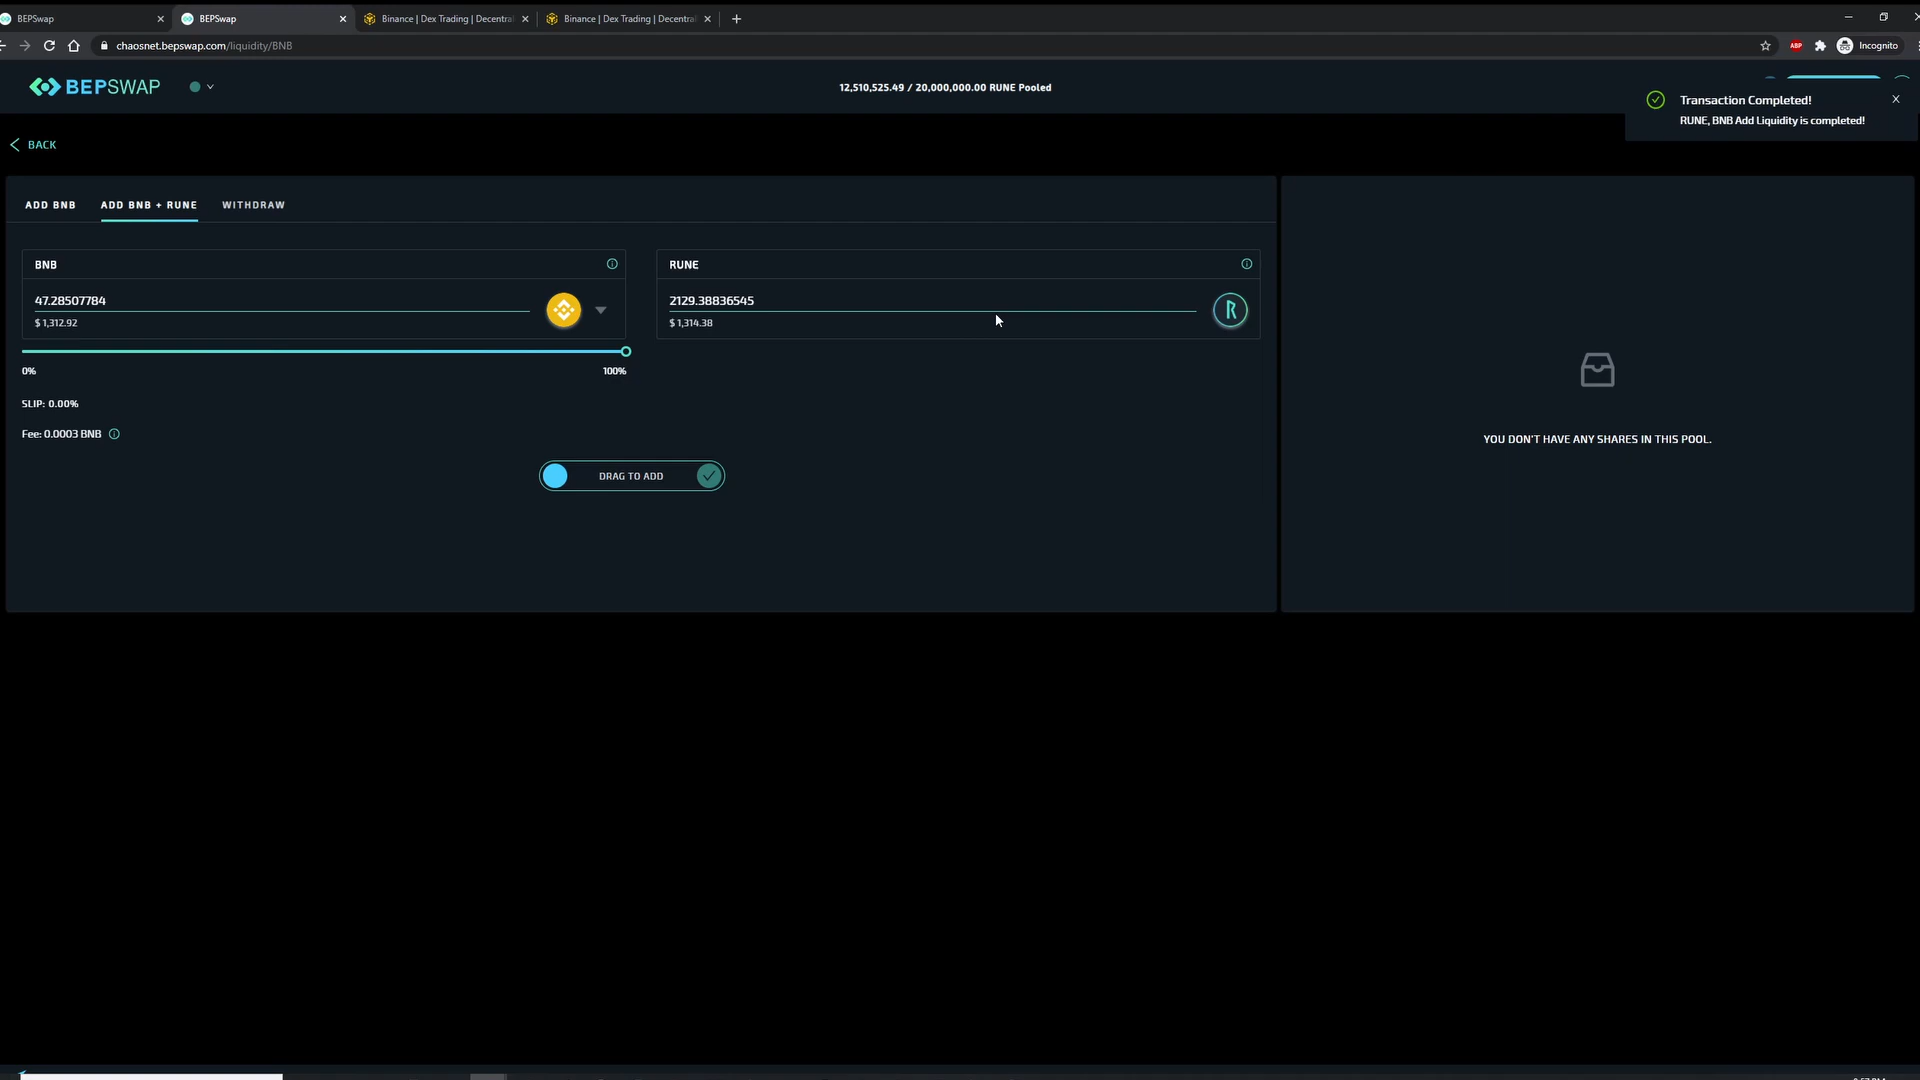 BEPSwap
BEPSwap
Binance | Dex Trading | Decentral
Binance | Dex Trading | Decentral
chaosnet.bepswap.com/liquidity/BNB
ABP
Incognito
BEPSWAP
12,510,525.49 / 20,000,000.00 RUNE Pooled
Transaction Completed!
RUNE, BNB Add Liquidity is completed!
BACK
ADD BNB
ADD BNB + RUNE
WITHDRAW
BNB
47.28507784
$ 1,312.92
RUNE
2129.38836545
$ 1,314.38
0%
100%
SLIP: 0.00%
Fee: 0.0003 BNB
DRAG TO ADD
YOU DON'T HAVE ANY SHARES IN THIS POOL.